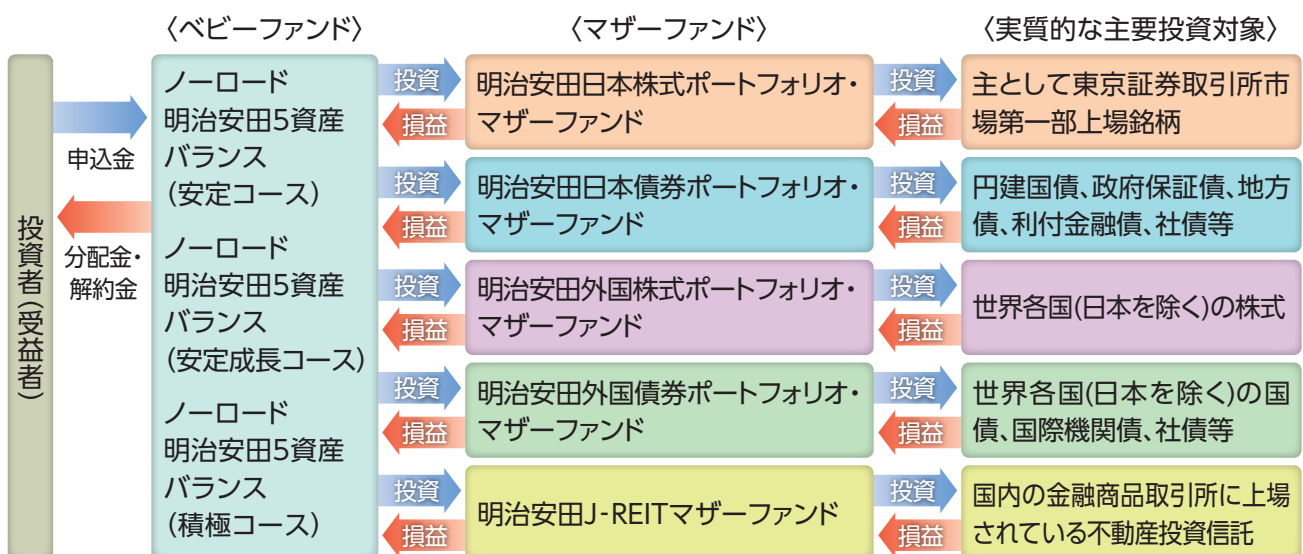 〈ベビーファンド〉
〈マザーファンド〉
〈実質的な主要投資対象〉
投資者(受益者)
申込金
分配金・
解約金
ノーロード
明治安田5資産
バランス
(安定コース)
ノーロード
明治安田5資産
バランス
(安定成長コース)
ノーロード
明治安田5資産
バランス
(積極コース)
投資
損益
明治安田日本株式ポートフォリオ・
マザーファンド
投資
損益
主として東京証券取引所市
場第一部上場銘柄
投資
損益
明治安田日本債券ポートフォリオ・
マザーファンド
投資
損益
円建国債、政府保証債、地方
債、利付金融債、社債等
投資
損益
明治安田外国株式ポートフォリオ・
マザーファンド
投資
損益
世界各国(日本を除く)の株式
投資
損益
明治安田外国債券ポートフォリオ・
マザーファンド
投資
損益
世界各国(日本を除く)の国
債、国際機関債、社債等
投資
損益
明治安田J-REITマザーファンド
投資
損益
国内の金融商品取引所に上場
されている不動産投資信託